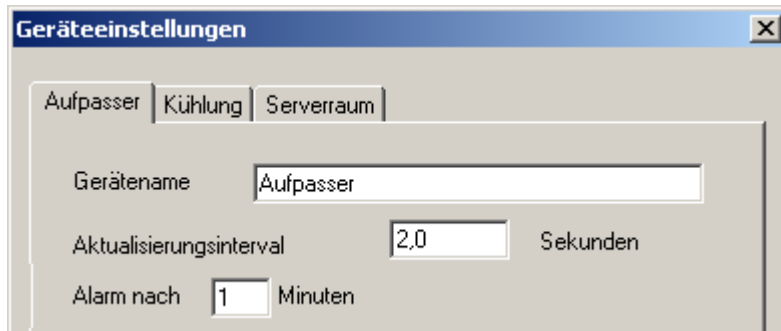 Geräteeinstellungen
Aufpasser Kühlung Serverraum
Gerätename Aufpasser
Aktualisierungsinterval 2,0 Sekunden
Alarm nach 1 Minuten